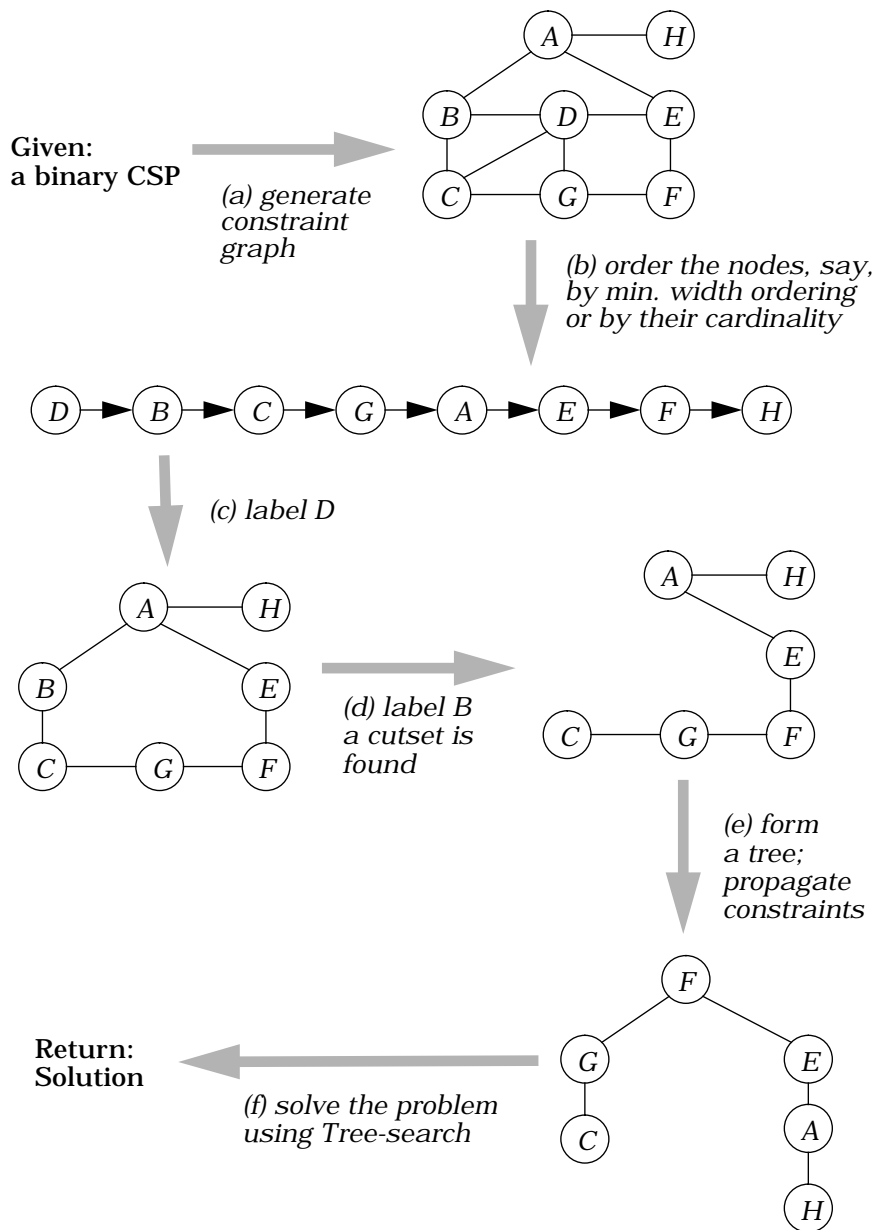 A H
B D E
Given:
a binary CSP
(a) generate
constraint
graph
C G F
(b) order the nodes, say,
by min. width ordering
or by their cardinality
D B C G A E F H
(c) label D
A H
B E
C G F
(d) label B
a cutset is
found
A H
E
C G F
(e) form
a tree;
propagate
constraints
F
G E
C A
H
Return:
Solution
(f) solve the problem
using Tree-search